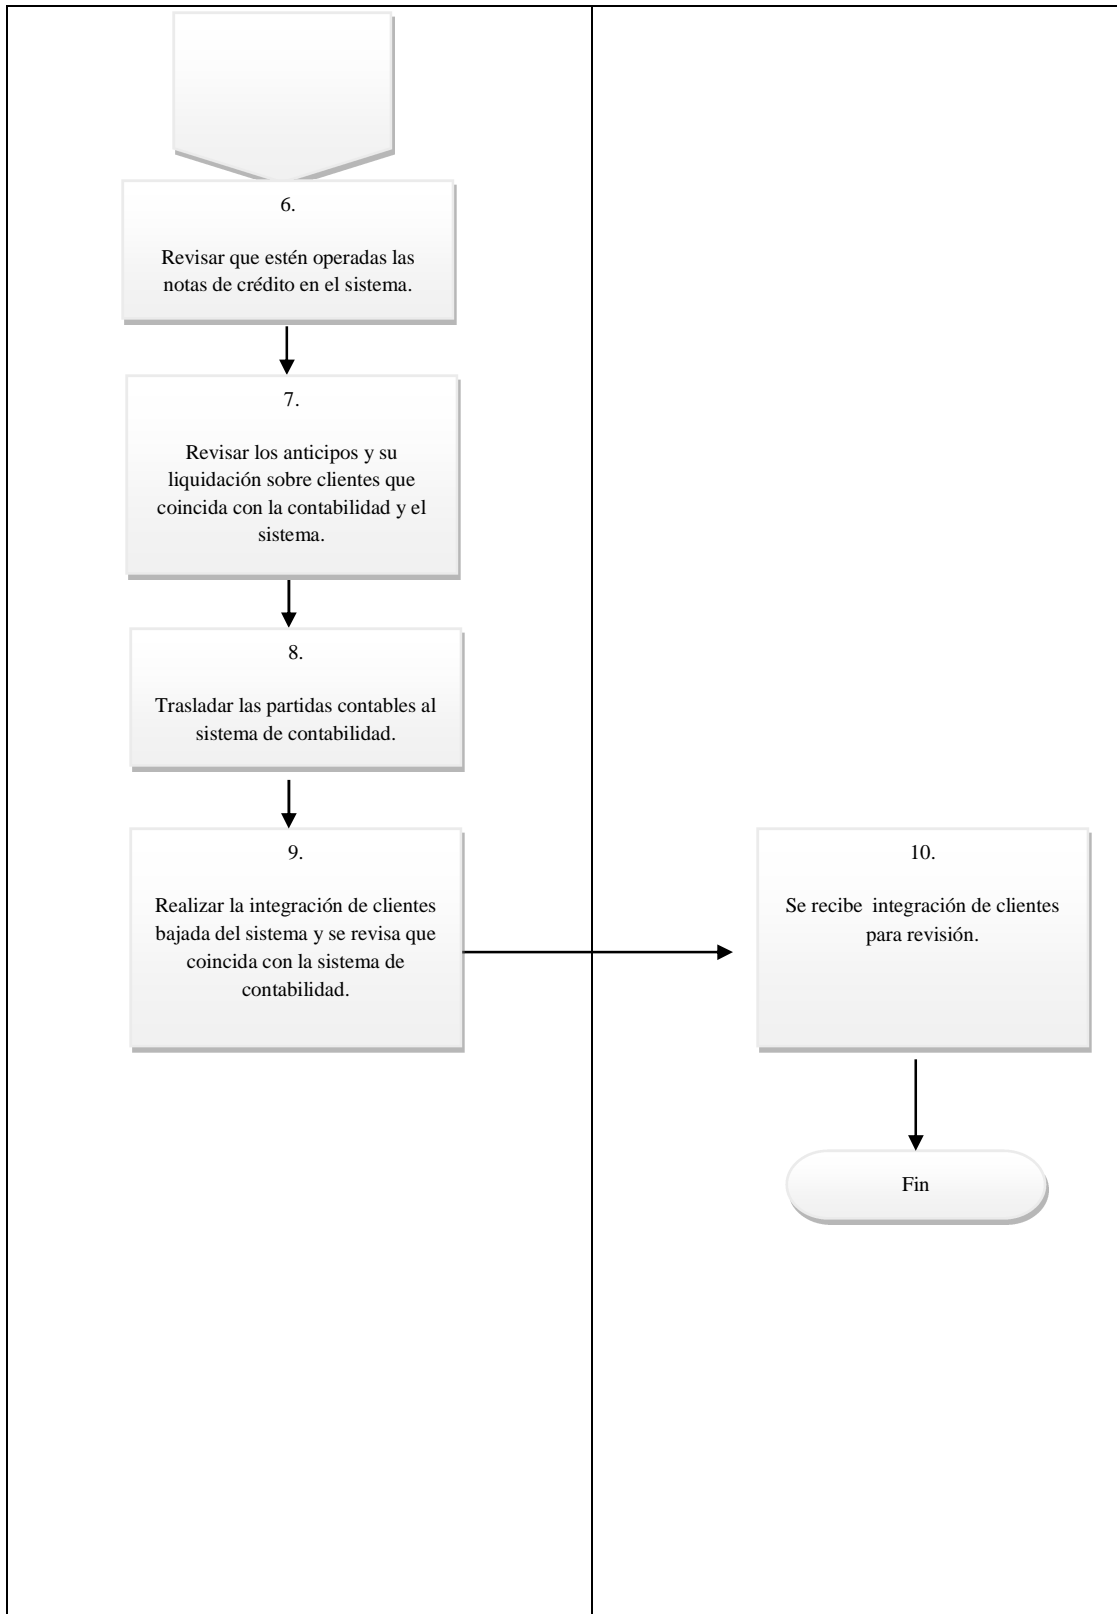 6.
Revisar que estén operadas las
notas de crédito en el sistema.
7.
Revisar los anticipos y su
liquidación sobre clientes que
coincida con la contabilidad y el
sistema.
8.
Trasladar las partidas contables al
sistema de contabilidad.
9.
Realizar la integración de clientes
bajada del sistema y se revisa que
coincida con la sistema de
contabilidad.
10.
Se recibe  integración de clientes
para revisión.
Fin